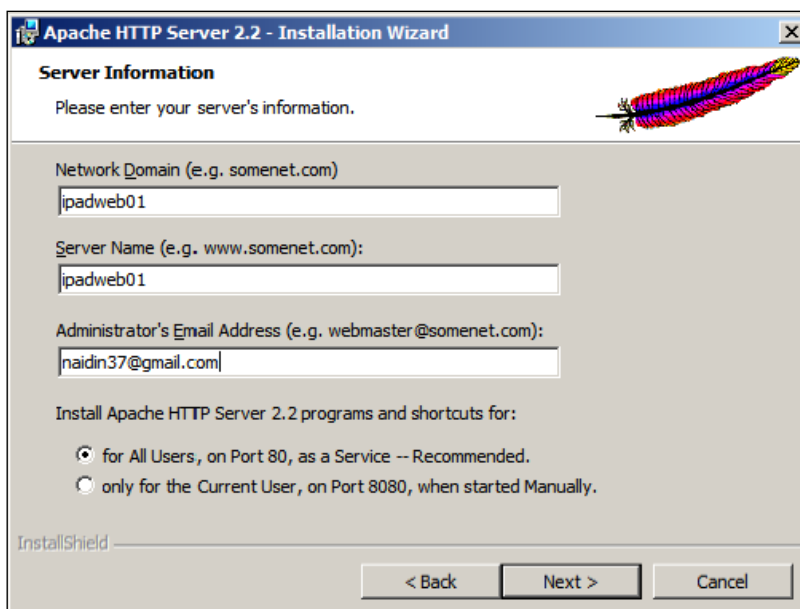 Apache HTTP Server 2.2 - Installation Wizard
Server Information
Please enter your server's information.
Network Domain (e.g. somenet.com)
ipadweb01
Server Name (e.g. www.somenet.com):
ipadweb01
Administrator's Email Address (e.g. webmaster@somenet.com):
naidin37@gmail.com
Install Apache HTTP Server 2.2 programs and shortcuts for:
for All Users, on Port 80, as a Service -- Recommended.
only for the Current User, on Port 8080, when started Manually.
InstallShield
< Back Next > Cancel